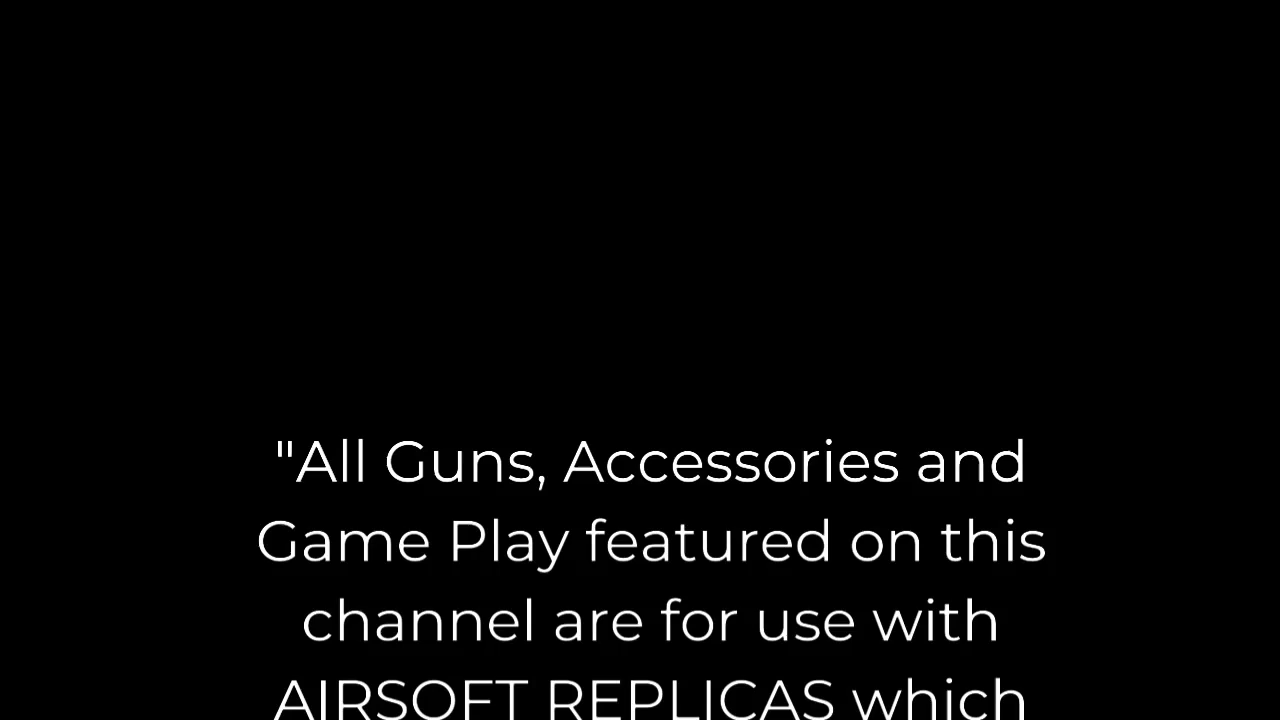 "All Guns, Accessories and
Game Play featured on this
channel are for use with
AIRSOFT REPLICAS which